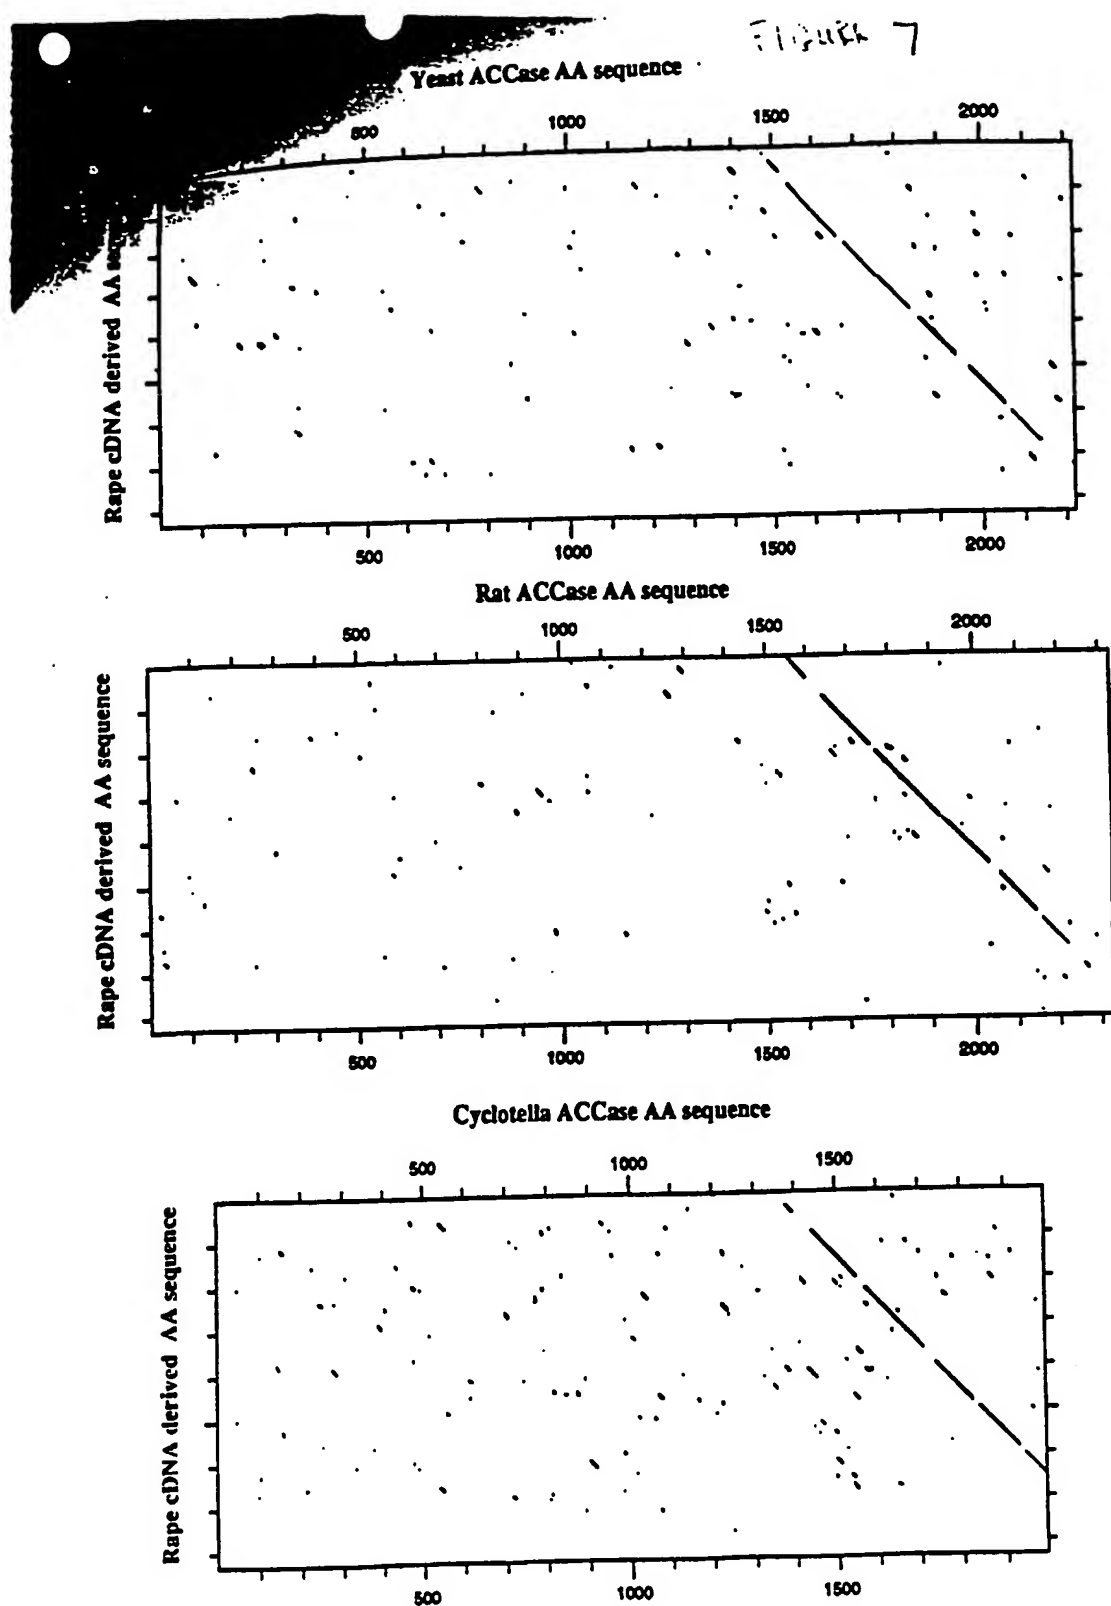 FIGURE 7
Yeast ACCase AA sequence
500 1000 1500 2000
Rape cDNA derived AA
500 1000 1500 2000
Rat ACCase AA sequence
500 1000 1500 2000
Rape cDNA derived AA sequence
500 1000 1500 2000
Cyclotella ACCase AA sequence
500 1000 1500
Rape cDNA derived AA sequence
500 1000 1500